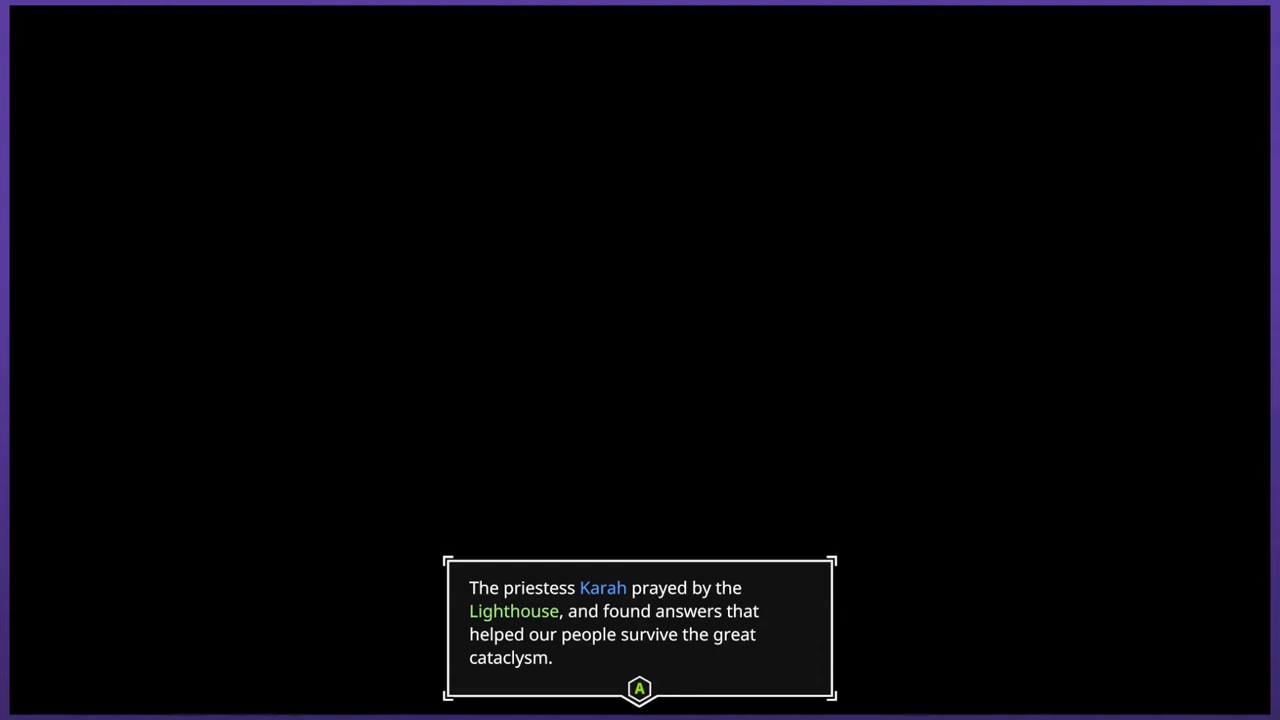 The priestess Karah prayed by the
Lighthouse, and found answers that
helped our people survive the great
cataclysm.
A